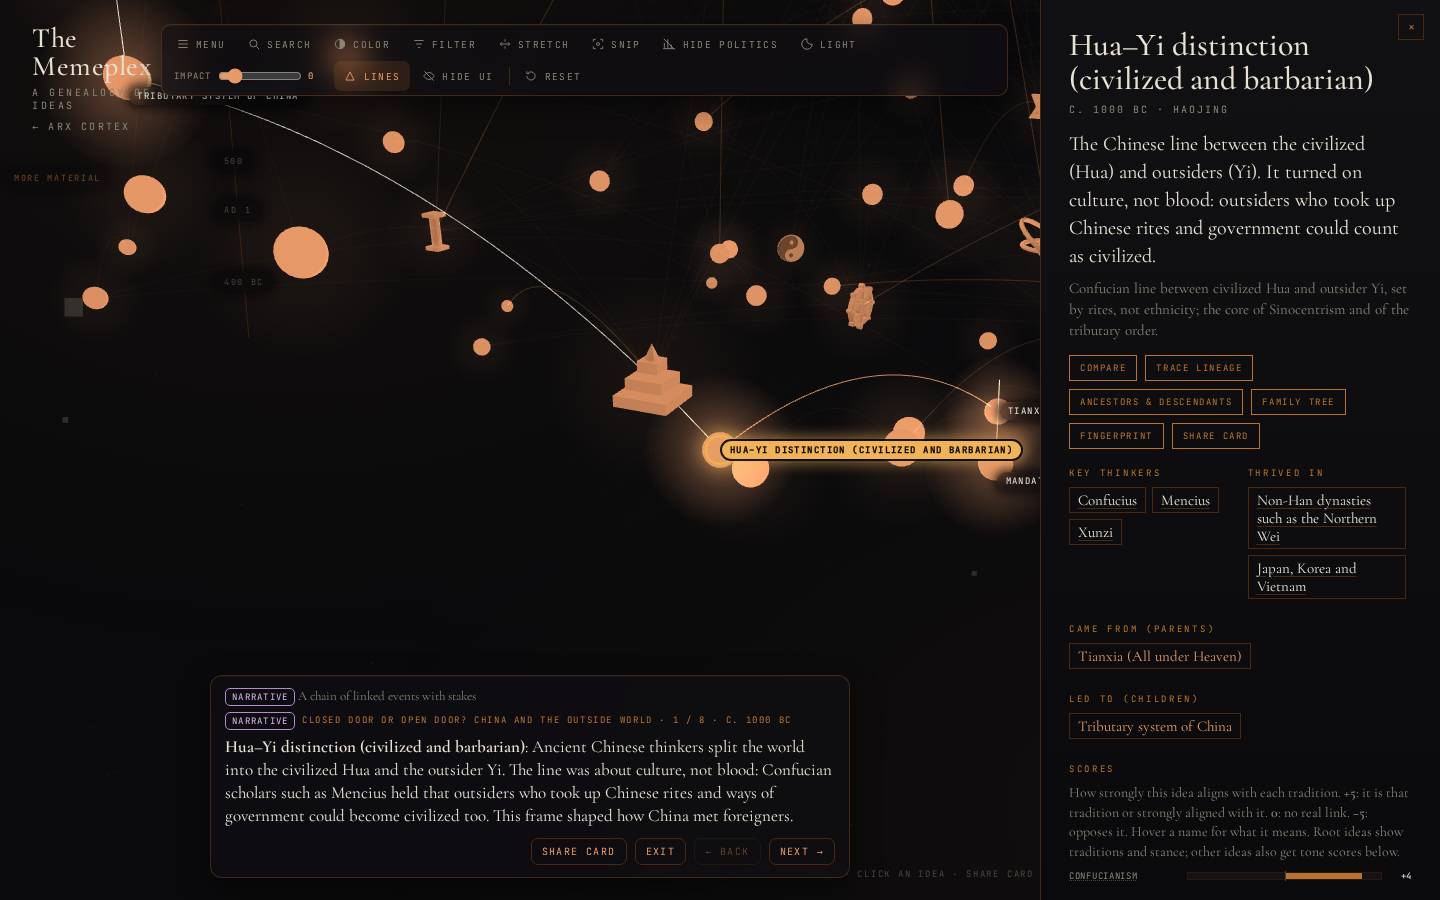 The
Memeplex
A GENEALOGY OF
IDEAS
← ARX CORTEX
MENU
SEARCH
COLOR
FILTER
STRETCH
SNIP
HIDE POLITICS
LIGHT
IMPACT
0
LINES
HIDE UI
RESET
TRIBUTARY SYSTEM OF CHINA
MORE MATERIAL
500
AD 1
400 BC
HUA–YI DISTINCTION (CIVILIZED AND BARBARIAN)
TIANX
MANDA
NARRATIVE A chain of linked events with stakes
NARRATIVE CLOSED DOOR OR OPEN DOOR? CHINA AND THE OUTSIDE WORLD · 1 / 8 · C. 1000 BC
Hua–Yi distinction (civilized and barbarian): Ancient Chinese thinkers split the world
into the civilized Hua and the outsider Yi. The line was about culture, not blood: Confucian
scholars such as Mencius held that outsiders who took up Chinese rites and ways of
government could become civilized too. This frame shaped how China met foreigners.
SHARE CARD
EXIT
← BACK
NEXT →
CLICK AN IDEA · SHARE CARD
×
Hua–Yi distinction
(civilized and barbarian)
C. 1000 BC · HAOJING
The Chinese line between the civilized
(Hua) and outsiders (Yi). It turned on
culture, not blood: outsiders who took up
Chinese rites and government could count
as civilized.
Confucian line between civilized Hua and outsider Yi, set
by rites, not ethnicity; the core of Sinocentrism and of the
tributary order.
COMPARE
TRACE LINEAGE
ANCESTORS & DESCENDANTS
FAMILY TREE
FINGERPRINT
SHARE CARD
KEY THINKERS
Confucius
Mencius
Xunzi
THRIVED IN
Non-Han dynasties
such as the Northern
Wei
Japan, Korea and
Vietnam
CAME FROM (PARENTS)
Tianxia (All under Heaven)
LED TO (CHILDREN)
Tributary system of China
SCORES
How strongly this idea aligns with each tradition. +5: it is that
tradition or strongly aligned with it. 0: no real link. −5:
opposes it. Hover a name for what it means. Root ideas show
traditions and stance; other ideas also get tone scores below.
CONFUCIANISM
+4